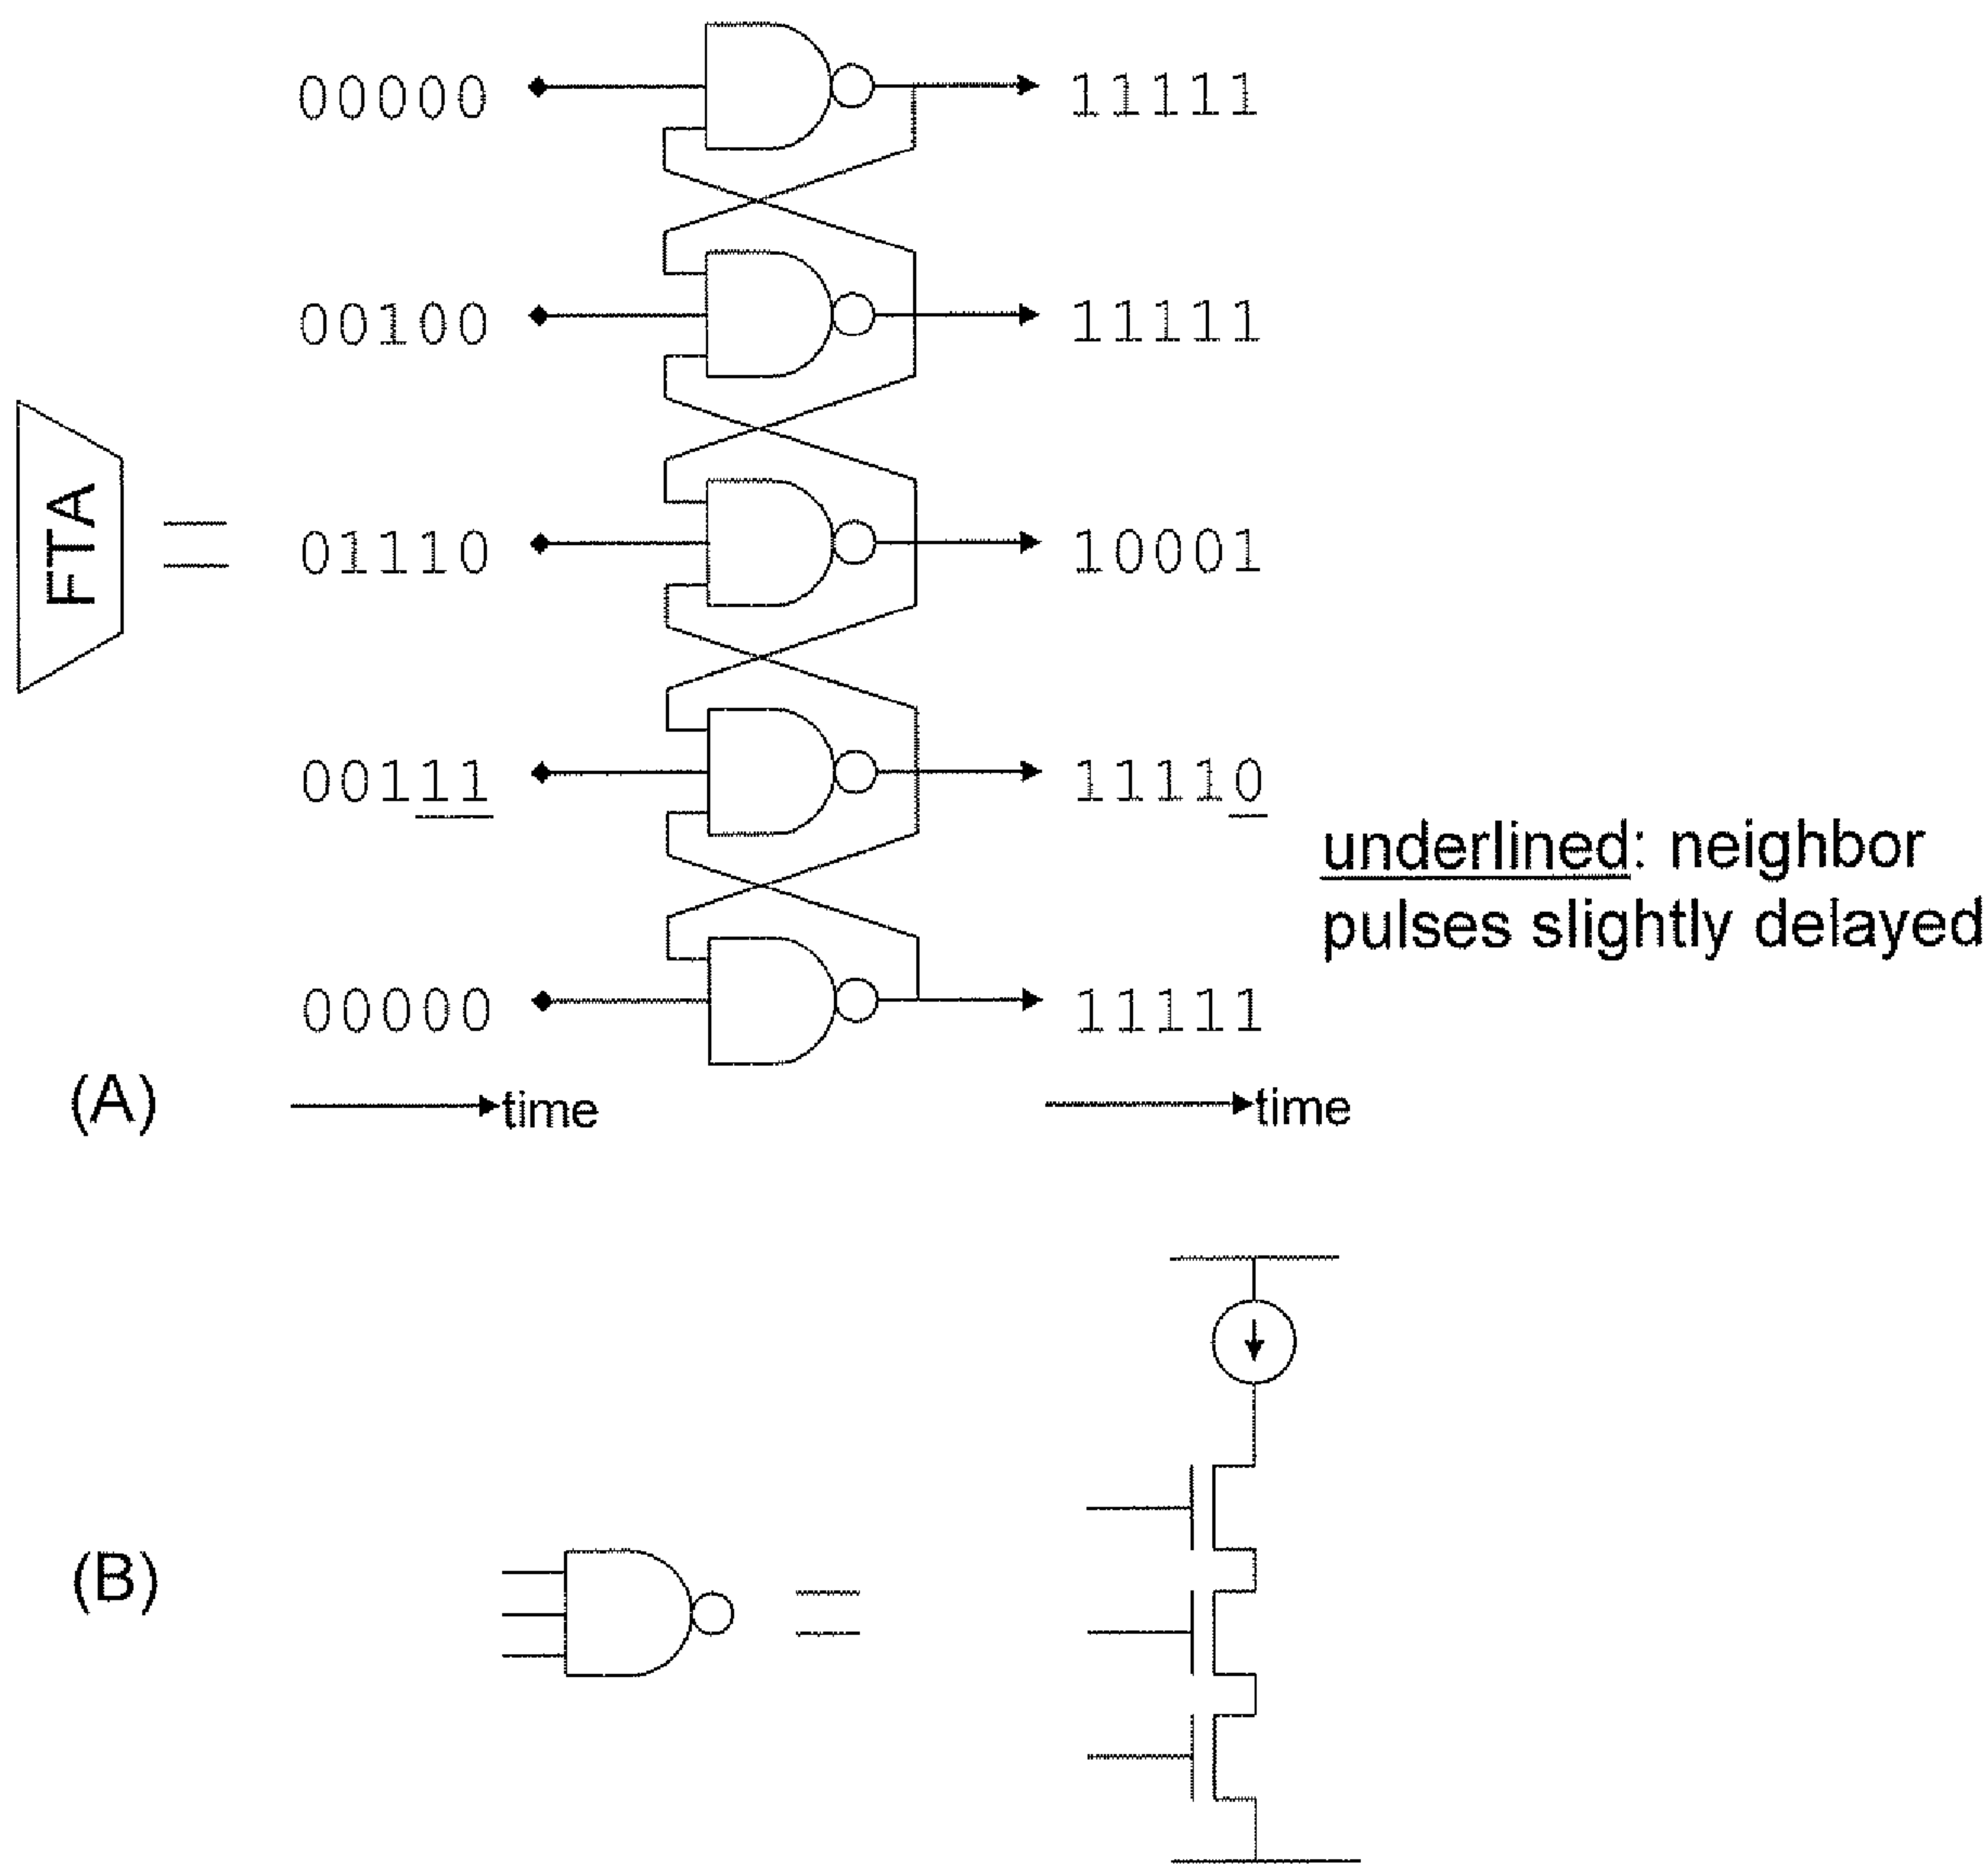 00000 11111
00100 11111
FTA
01110 10001
00111 11110
underlined: neighbor
pulses slightly delayed
00000 11111
(A)
time time
(B)